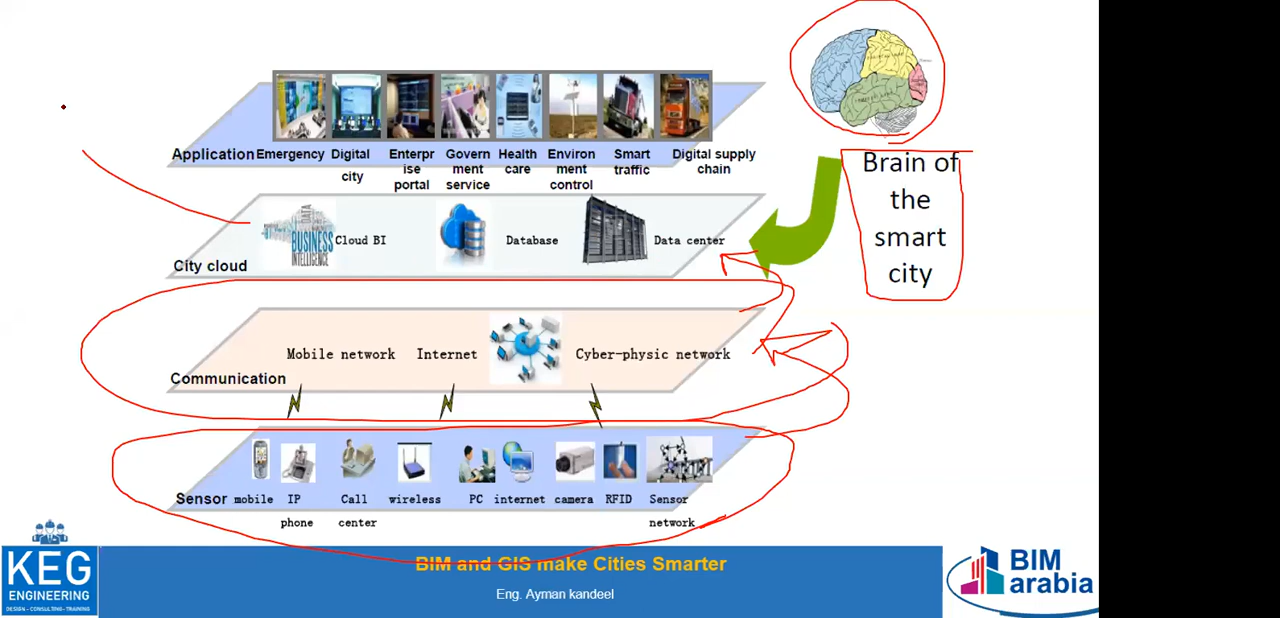 Brain of
the
smart
city
Application
Emergency
Digital
city
Enterpr
ise
portal
Govern
ment
service
Health
care
Environ
ment
control
Smart
traffic
Digital supply
chain
DATA
BUSINESS
INTELLIGENCE
Cloud BI
Database
Data center
City cloud
Mobile network
Internet
Cyber-physic network
Communication
Sensor
mobile
IP
phone
Call
center
wireless
PC
internet
camera
RFID
Sensor
network
KEG
ENGINEERING
DESIGN - CONSULTING - TRAINING
BIM and GIS make Cities Smarter
Eng. Ayman kandeel
BIM
arabia